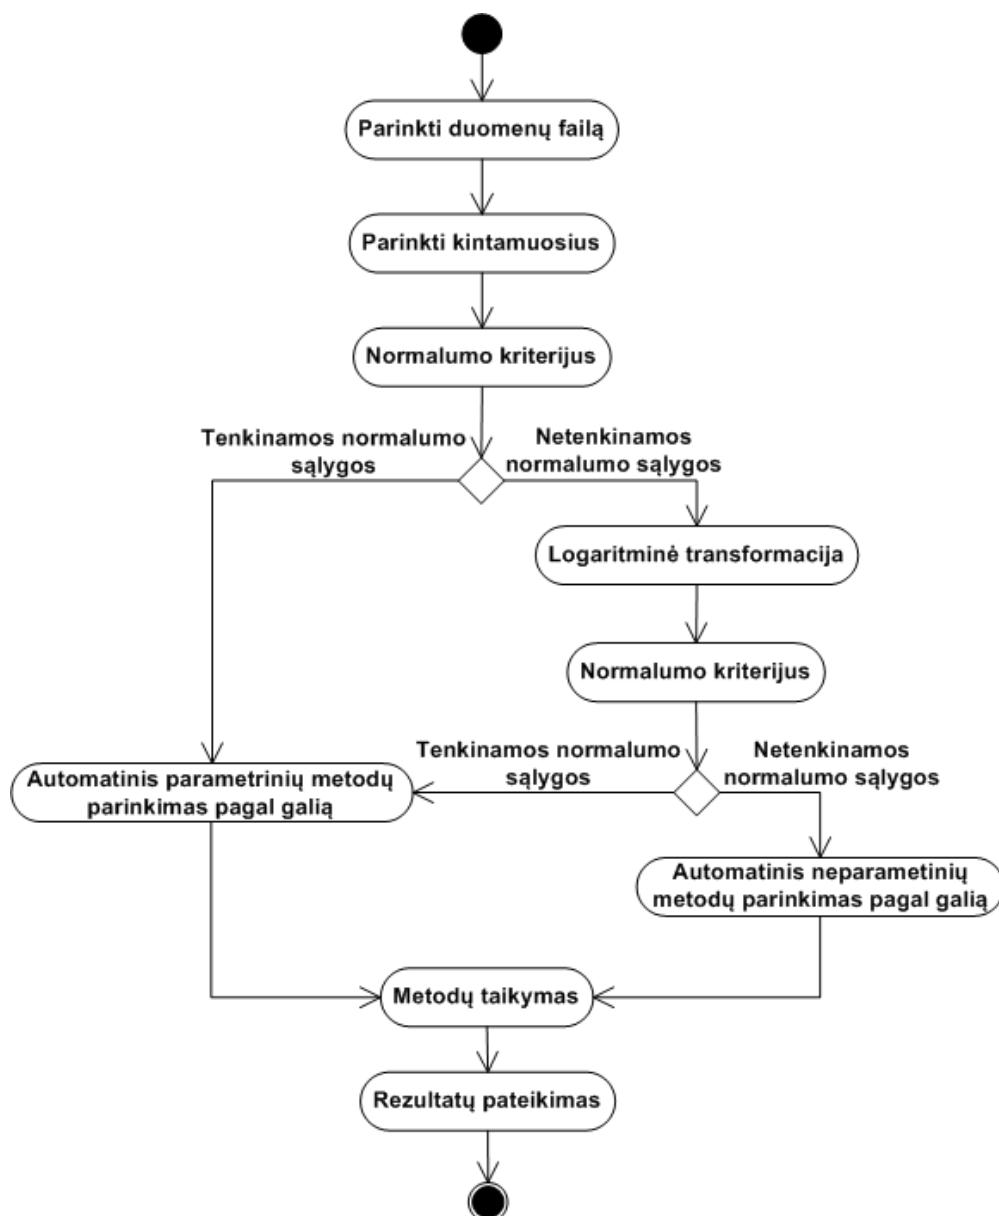 Parinkti duomenų failą
Parinkti kintamuosius
Normalumo kriterijus
Tenkinamos normalumo
sąlygos
Netenkinamos
normalumo sąlygos
Logaritminė transformacija
Normalumo kriterijus
Tenkinamos normalumo
sąlygos
Netenkinamos
normalumo sąlygos
Automatinis parametrinių metodų
parinkimas pagal galią
Automatinis neparametinių
metodų parinkimas pagal galią
Metodų taikymas
Rezultatų pateikimas